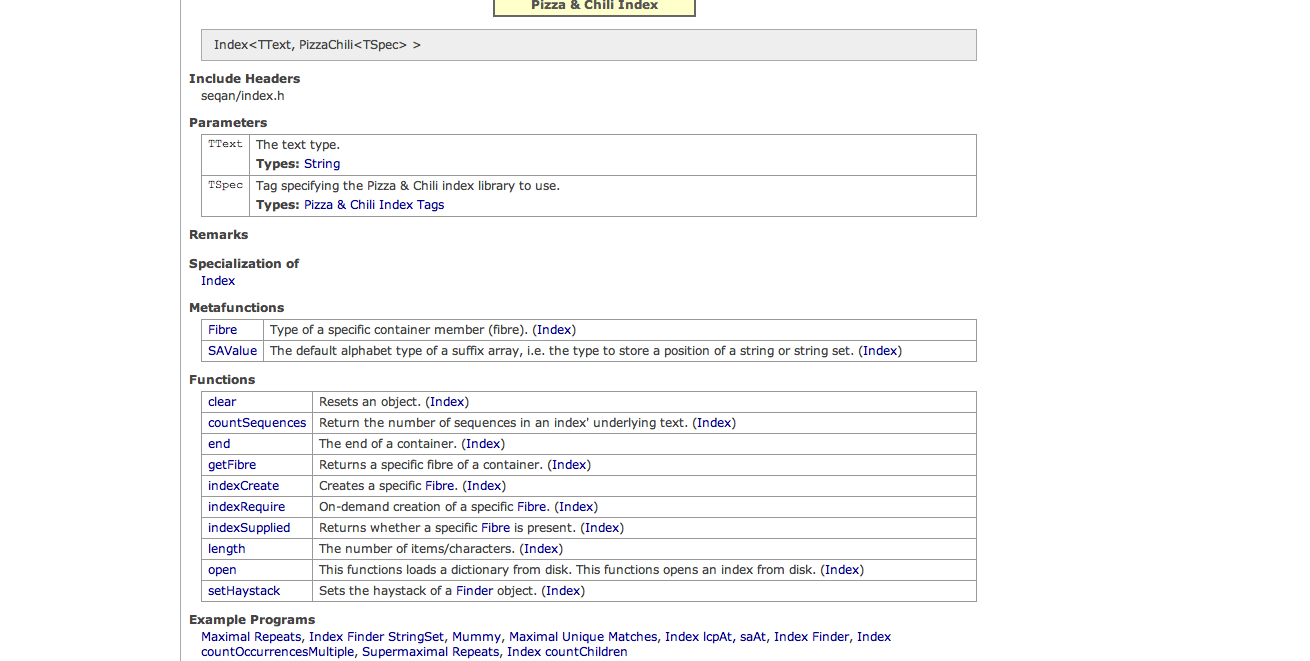 Pizza & Chili Index
Index<TText, PizzaChili<TSpec> >
Include Headers
seqan/index.h
Parameters
TText The text type.
Types: String
TSpec Tag specifying the Pizza & Chili index library to use.
Types: Pizza & Chili Index Tags
Remarks
Specialization of
Index
Metafunctions
Fibre Type of a specific container member (fibre). (Index)
SAValue The default alphabet type of a suffix array, i.e. the type to store a position of a string or string set. (Index)
Functions
clear Resets an object. (Index)
countSequences Return the number of sequences in an index' underlying text. (Index)
end The end of a container. (Index)
getFibre Returns a specific fibre of a container. (Index)
indexCreate Creates a specific Fibre. (Index)
indexRequire On-demand creation of a specific Fibre. (Index)
indexSupplied Returns whether a specific Fibre is present. (Index)
length The number of items/characters. (Index)
open This functions loads a dictionary from disk. This functions opens an index from disk. (Index)
setHaystack Sets the haystack of a Finder object. (Index)
Example Programs
Maximal Repeats, Index Finder StringSet, Mummy, Maximal Unique Matches, Index lcpAt, saAt, Index Finder, Index
countOccurrencesMultiple, Supermaximal Repeats, Index countChildren